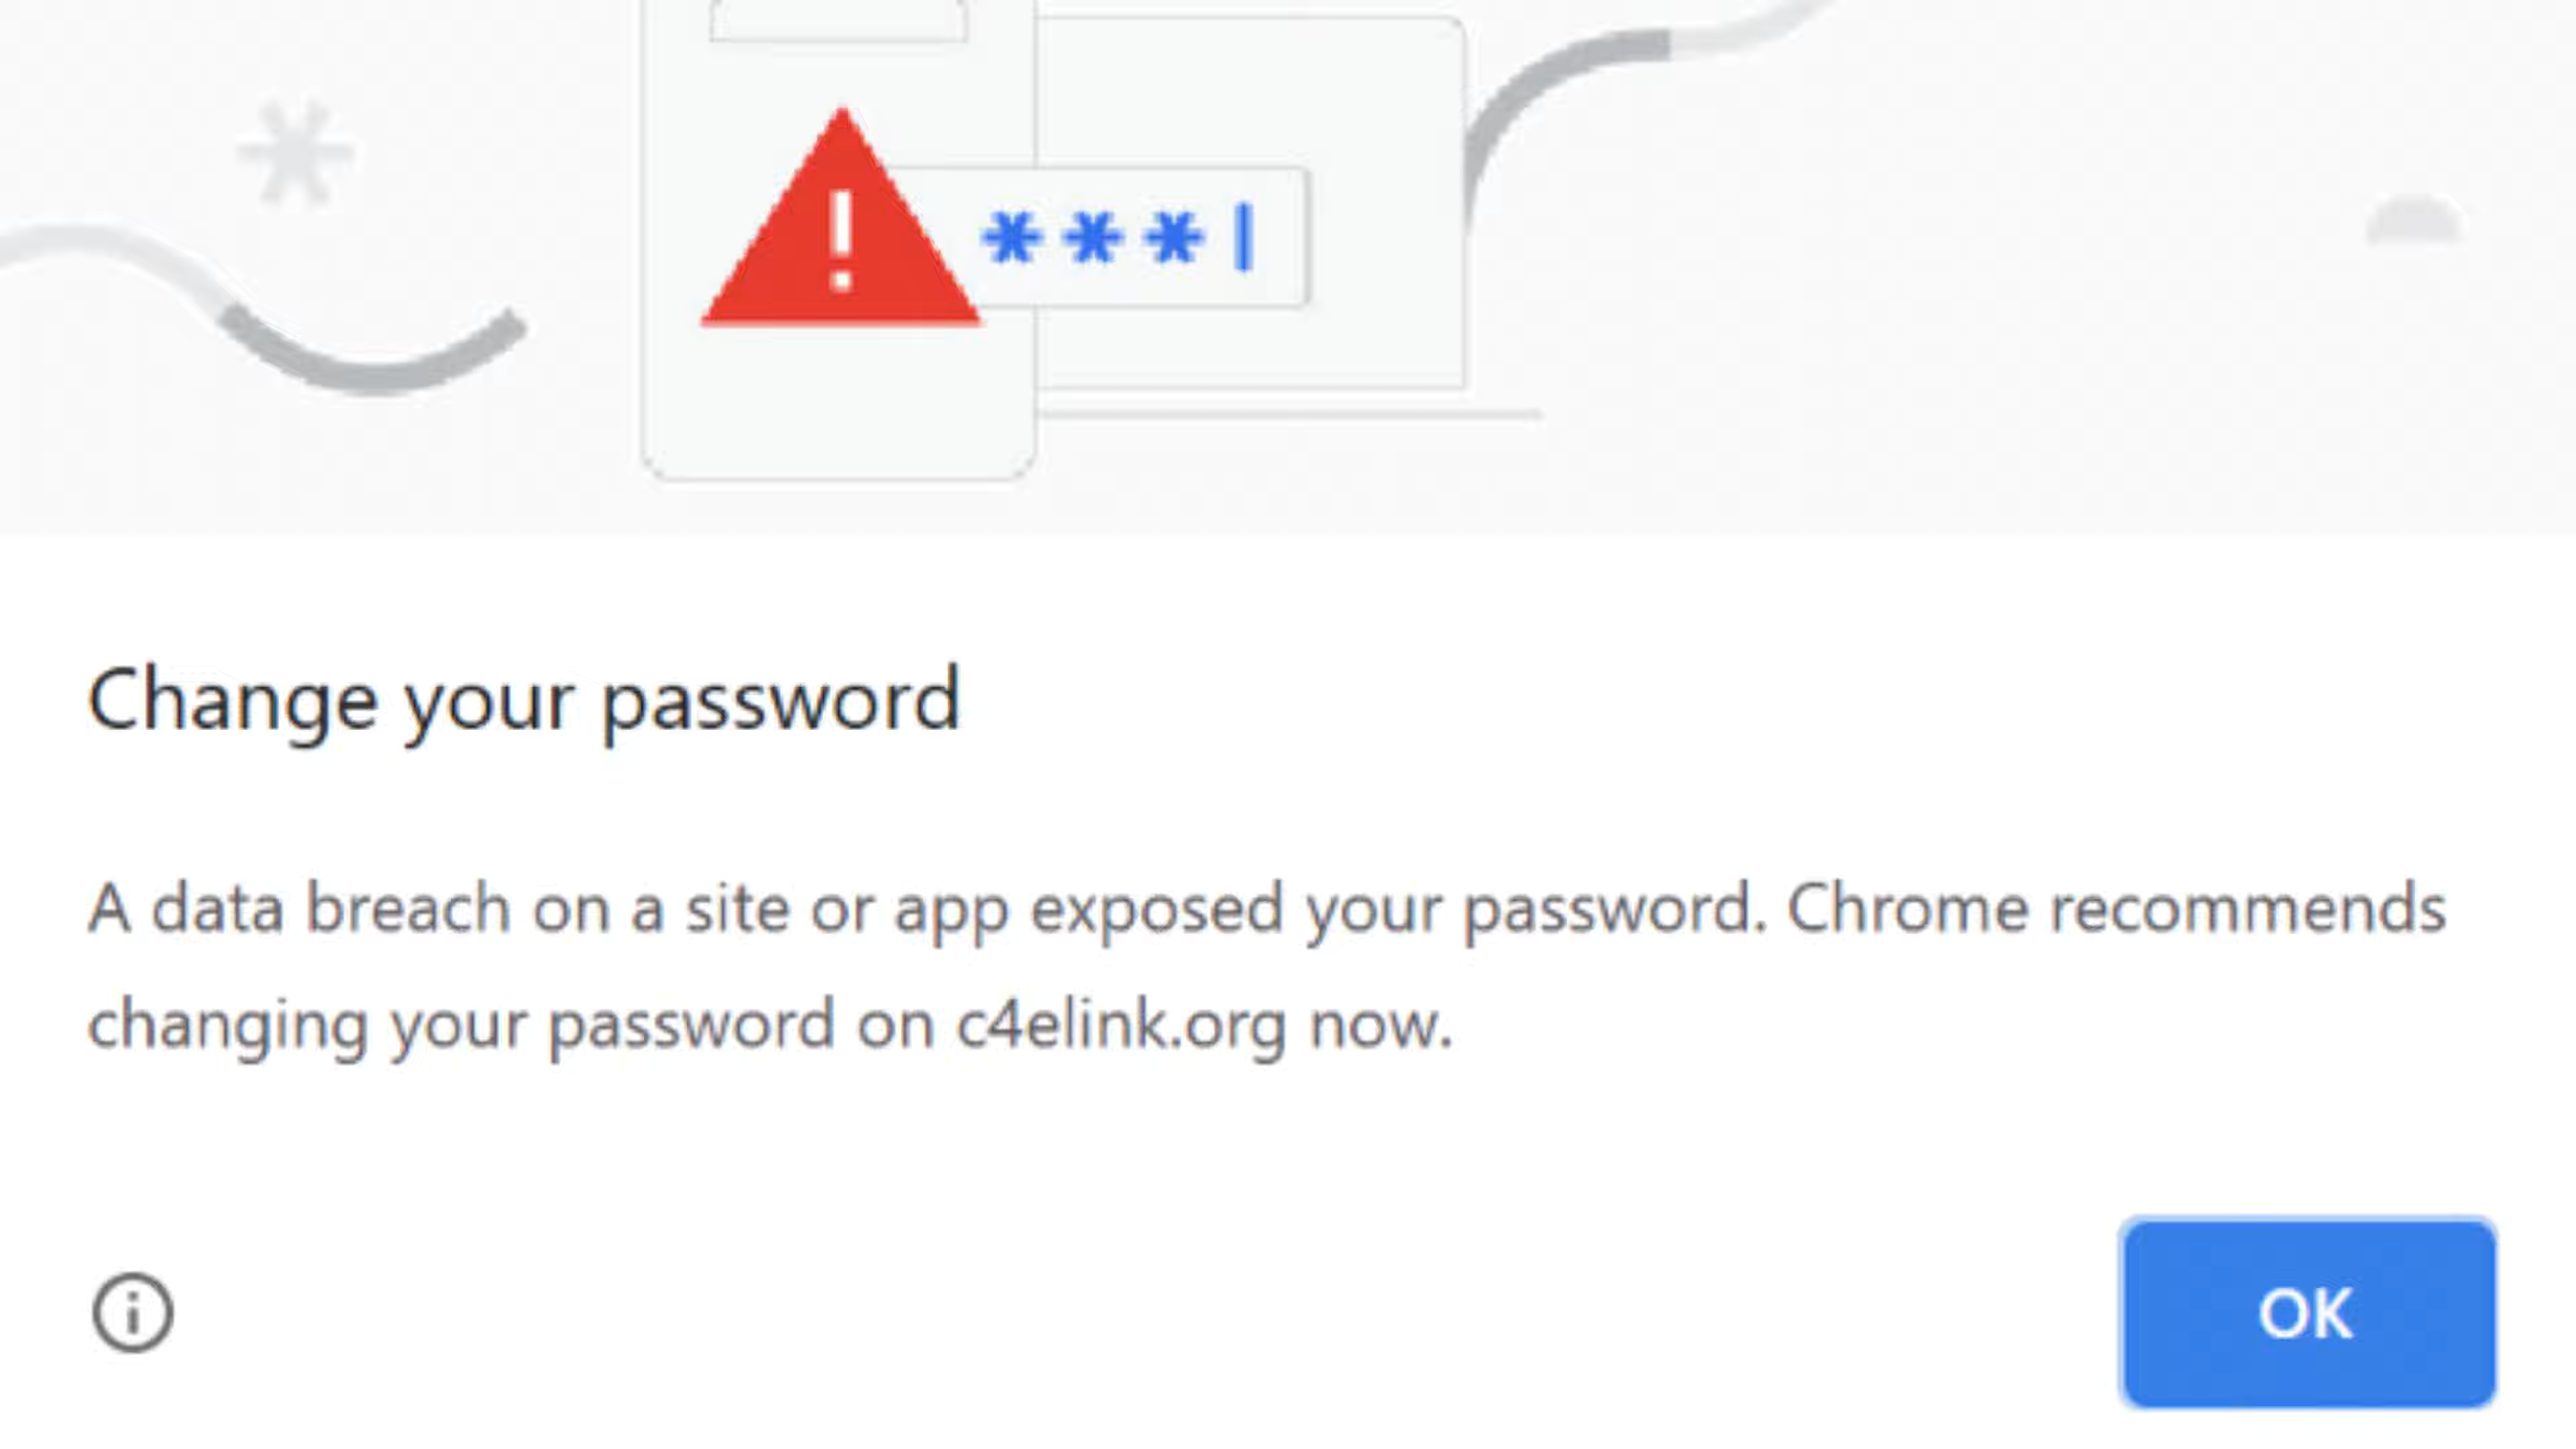 ***|
Change your password
A data breach on a site or app exposed your password. Chrome recommends
changing your password on c4elink.org now.
OK